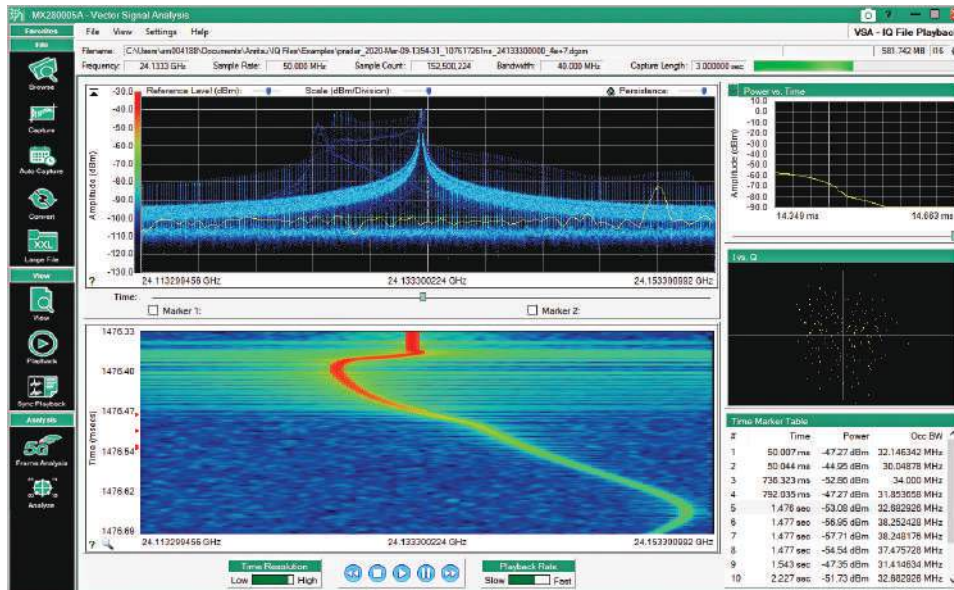 MX280005A - Vector Signal Analysis
Favorites
File View Settings Help
VSA - IQ File Playback
File
Filename:
581.742 MB I16
Frequency: 24.1333 GHz Sample Rate: 50.000 MHz Sample Count: 152,500,224 Bandwidth: 40.000 MHz Capture Length: 3.000000 sec
Browse
Capture
Auto Capture
Convert
XXL
Large File
View
View
Playback
Sync Playback
Analysis
5G
Frame Analysis
Analyze
Reference Level (dBm): Scale (dBm/Division): Persistence:
Amplitude (dBm)
-30.0
-40.0
-50.0
-60.0
-70.0
-80.0
-90.0
-100.0
-110.0
-120.0
-130.0
? 24.113299456 GHz 24.133300224 GHz 24.153300992 GHz
Time:
Marker 1: Marker 2:
Time (msecs)
1476.33
1476.40
1476.47
1476.54
1476.62
1476.69
? 24.113299456 GHz 24.133300224 GHz 24.153300992 GHz
Time Resolution
Low High
Playback Rate
Slow Fast
Power vs. Time
Amplitude (dBm)
10.0
0.0
-10.0
-20.0
-30.0
-40.0
-50.0
-60.0
-70.0
-80.0
-90.0
14.349 ms 14.663 ms
I vs. Q
Time Marker Table
# Time Power Occ BW
1 50.007 ms -47.27 dBm 32.146342 MHz
2 50.044 ms -44.95 dBm 30.04878 MHz
3 736.323 ms -52.66 dBm 34.000 MHz
4 792.035 ms -47.27 dBm 31.853658 MHz
5 1.476 sec -53.08 dBm 32.682926 MHz
6 1.477 sec -56.95 dBm 38.252428 MHz
7 1.477 sec -57.71 dBm 38.248176 MHz
8 1.477 sec -54.54 dBm 37.475728 MHz
9 1.543 sec -47.35 dBm 31.414634 MHz
10 2.227 sec -51.73 dBm 32.682926 MHz